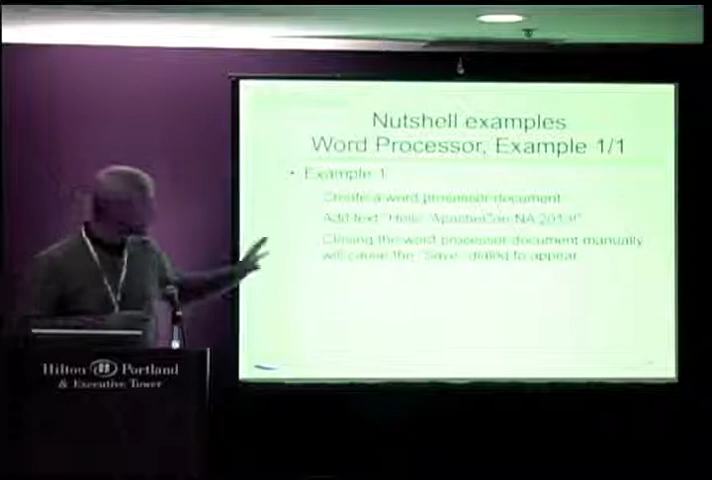 Nutshell examples
Word Processor, Example 1/1
• Example 1
Create a word processor document
Add text "Hello ApacheCon NA 2013!"
Closing the word processor document manually
will cause the "Save" dialog to appear
Hilton Portland
& Executive Tower